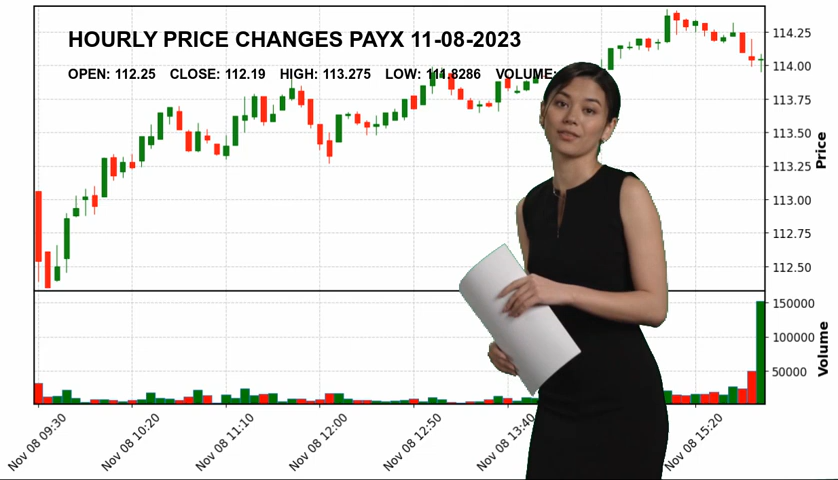 HOURLY PRICE CHANGES PAYX 11-08-2023
OPEN: 112.25 CLOSE: 112.19 HIGH: 113.275 LOW: 111.8286 VOLUME:
114.25
114.00
113.75
113.50
113.25
113.00
112.75
112.50
Price
150000
100000
50000
Volume
Nov 08 09:30
Nov 08 10:20
Nov 08 11:10
Nov 08 12:00
Nov 08 12:50
Nov 08 13:40
Nov 08 15:20